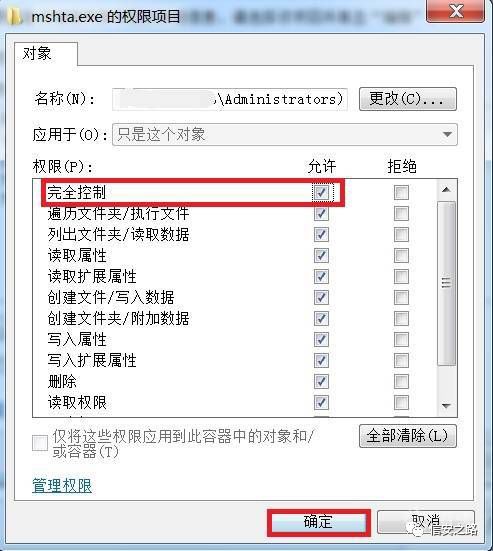 mshta.exe 的权限项目
对象
名称(N): s\Administrators) 更改(C)...
应用于(O): 只是这个对象
权限(P): 允许 拒绝
完全控制
遍历文件夹/执行文件
列出文件夹/读取数据
读取属性
读取扩展属性
创建文件/写入数据
创建文件夹/附加数据
写入属性
写入扩展属性
删除
读取权限
仅将这些权限应用到此容器中的对象和/
或容器(T) 全部清除(L)
管理权限
确定 取消
信安之路